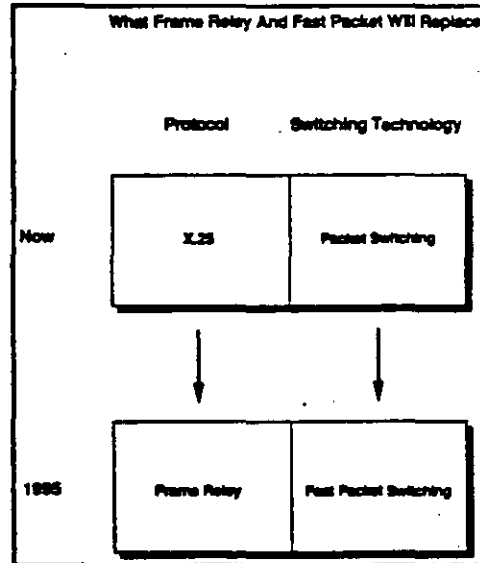 What Frame Relay And Fast Packet Will Replace
Protocol Switching Technology
Now X.25 Packet Switching
1995 Frame Relay Fast Packet Switching